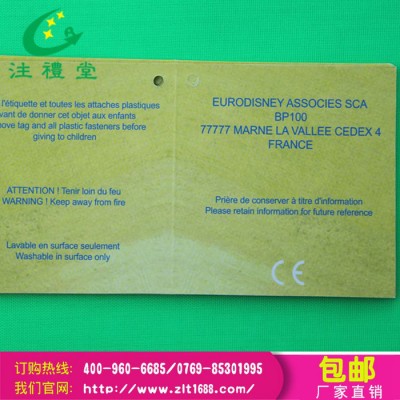 a
注禮堂
l'étiquette et toutes les attaches plastiques
vant de donner cet objet aux enfants
nove tag and all plastic fasteners before
giving to children
ATTENTION ! Tenir loin du feu
WARNING ! Keep away from fire
Lavable en surface seulement
Washable in surface only
EURODISNEY ASSOCIES SCA
BP100
77777 MARNE LA VALLEE CEDEX 4
FRANCE
Prière de conserver à titre d'information
Please retain information for future reference
CE
订购热线: 400-960-6685/0769-85301995
我们官网: http://www.zlt1688.com/
包邮
厂家直销